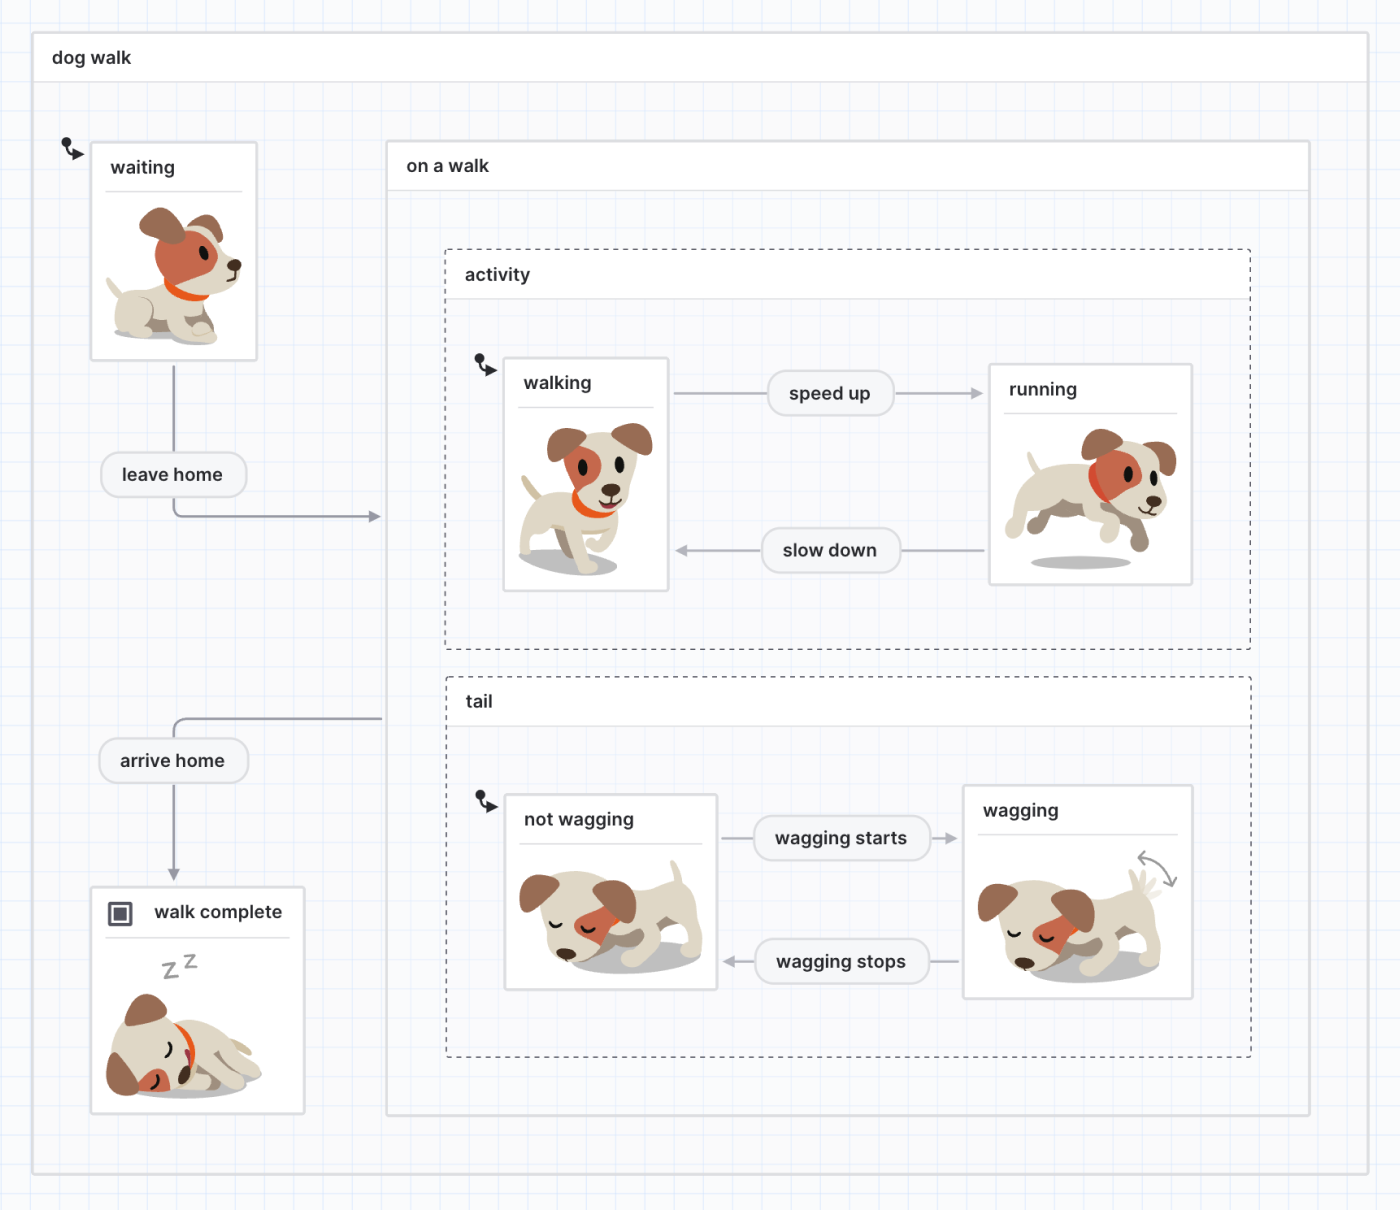 dog walk
waiting
on a walk
activity
walking
speed up
running
leave home
slow down
tail
arrive home
not wagging
wagging starts
wagging
walk complete
wagging stops
z z